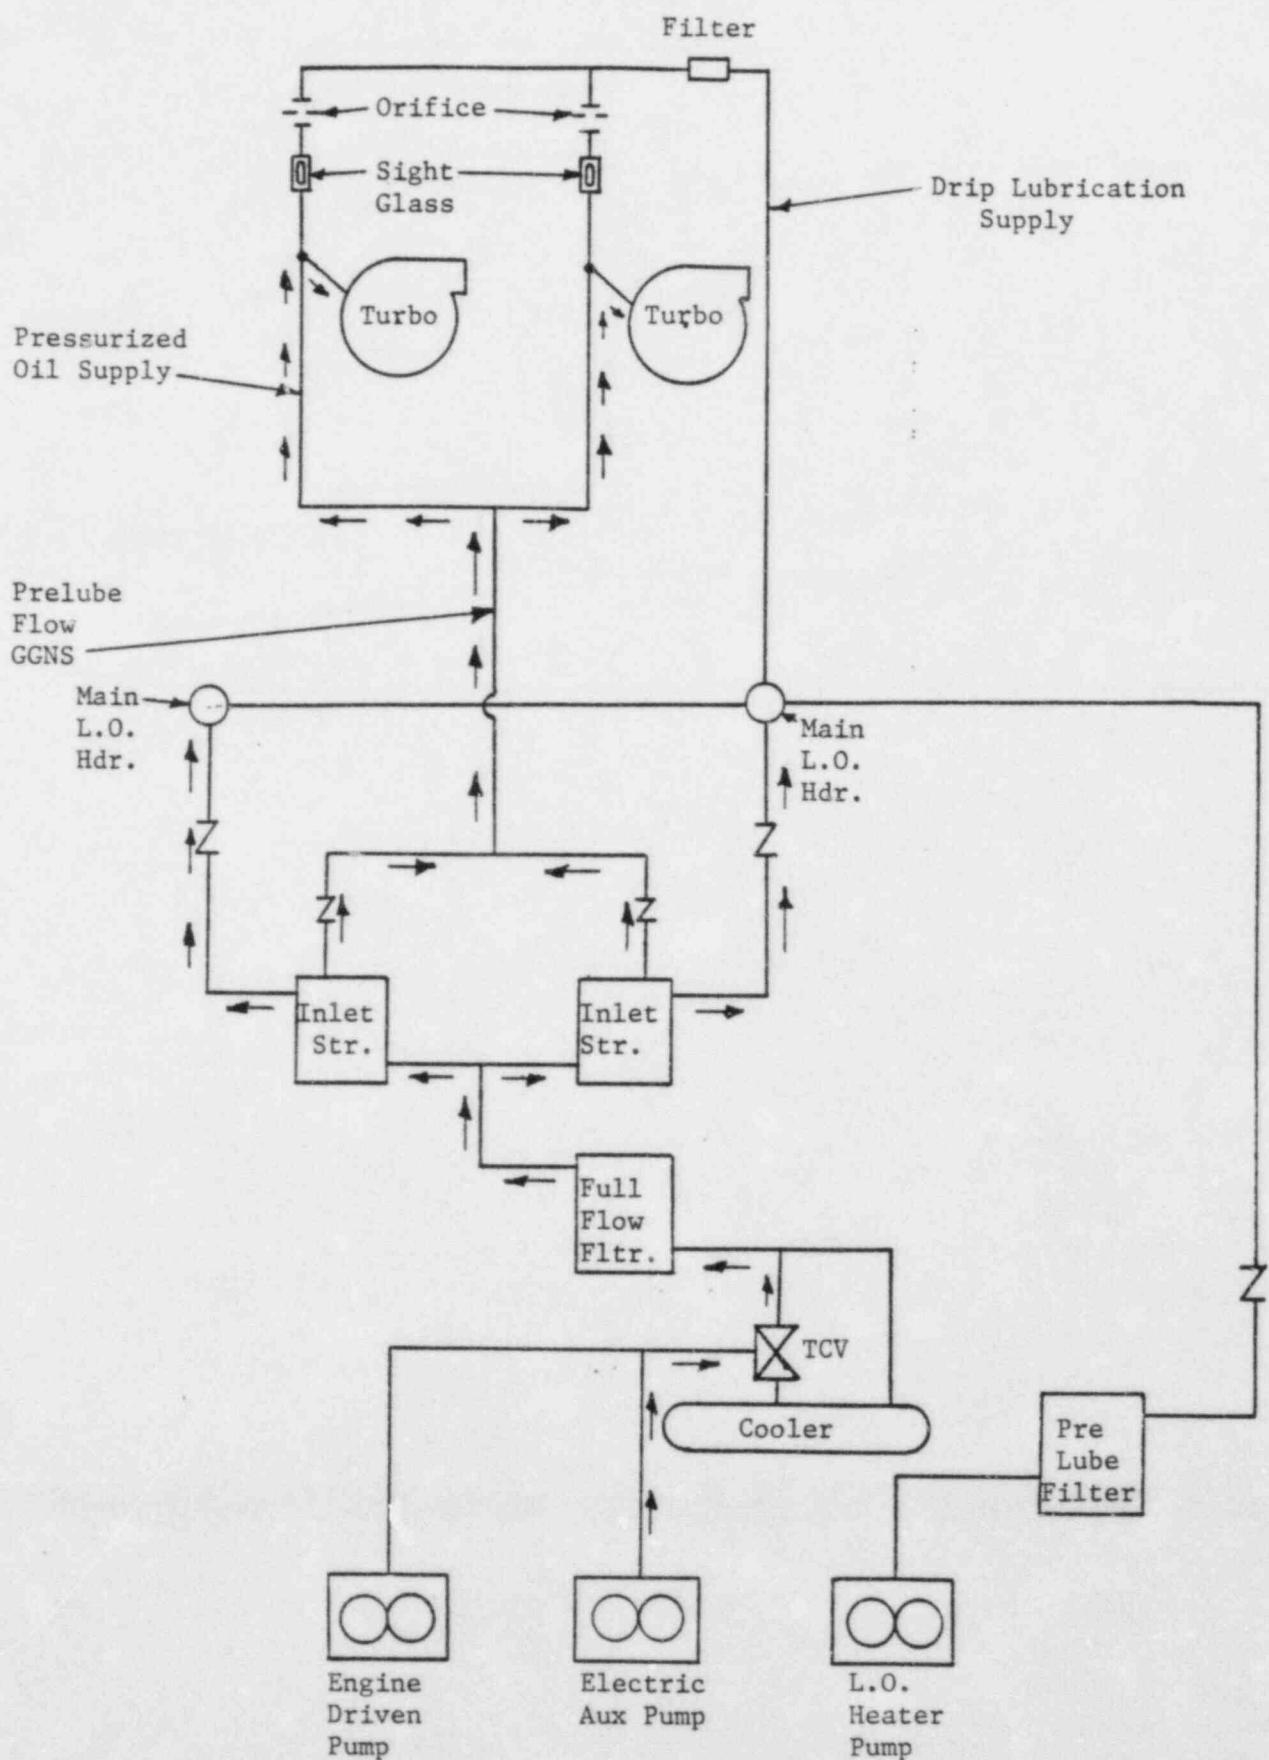 Filter
Orifice
Sight
Glass
Drip Lubrication
Supply
Turbo
Turbo
Pressurized
Oil Supply
Prelube
Flow
GGNS
Main
L.O.
Hdr.
Main
L.O.
Hdr.
Inlet
Str.
Inlet
Str.
Full
Flow
Fltr.
TCV
Cooler
Pre
Lube
Filter
Engine
Driven
Pump
Electric
Aux Pump
L.O.
Heater
Pump